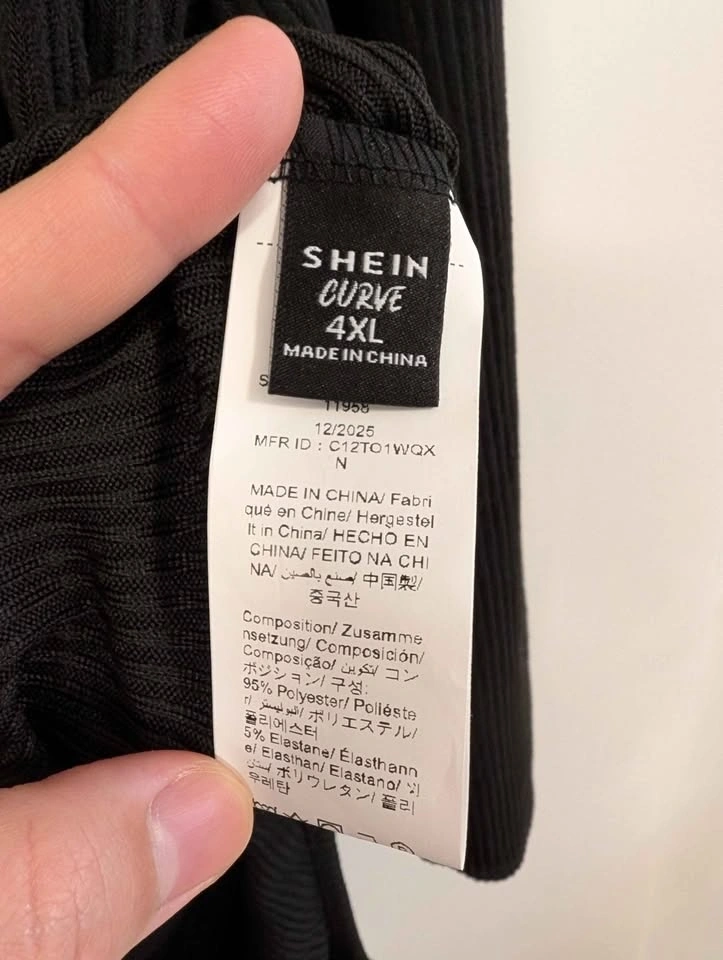 SHEIN
CURVE
4XL
MADE IN CHINA
11958
12/2025
MFR ID : C12TO1WQX
N
MADE IN CHINA/ Fabri
qué en Chine/ Hergestel
lt in China/ HECHO EN
CHINA/ FEITO NA CHI
NA/ صنع بالصين/ 中国製/
중국산
Composition/ Zusamme
nsetzung/ Composición/
Composição/ تكوين/ コン
ポジション/ 구성:
95% Polyester/ Poliéste
r/ البوليستر/ ポリエステル/
폴리에스터
5% Elastane/ Élasthann
e/ Elasthan/ Elastano/
ポリウレタン/ 폴리
우레탄